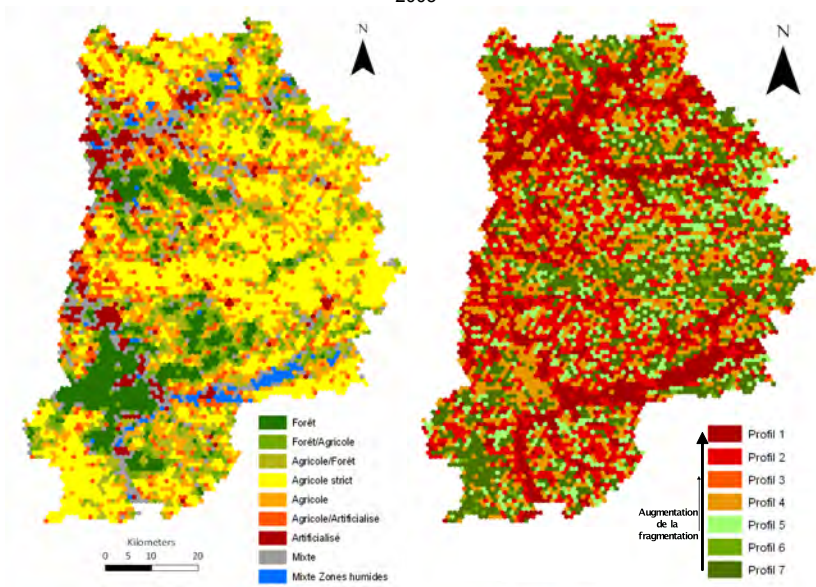 N
N
Forêt
Forêt/Agricole
Agricole/Forêt
Agricole strict
Agricole
Agricole/Artificialisé
Artificialisé
Mixte
Mixte Zones humides
Kilometers
0 5 10 20
Augmentation
de la
fragmentation
Profil 1
Profil 2
Profil 3
Profil 4
Profil 5
Profil 6
Profil 7